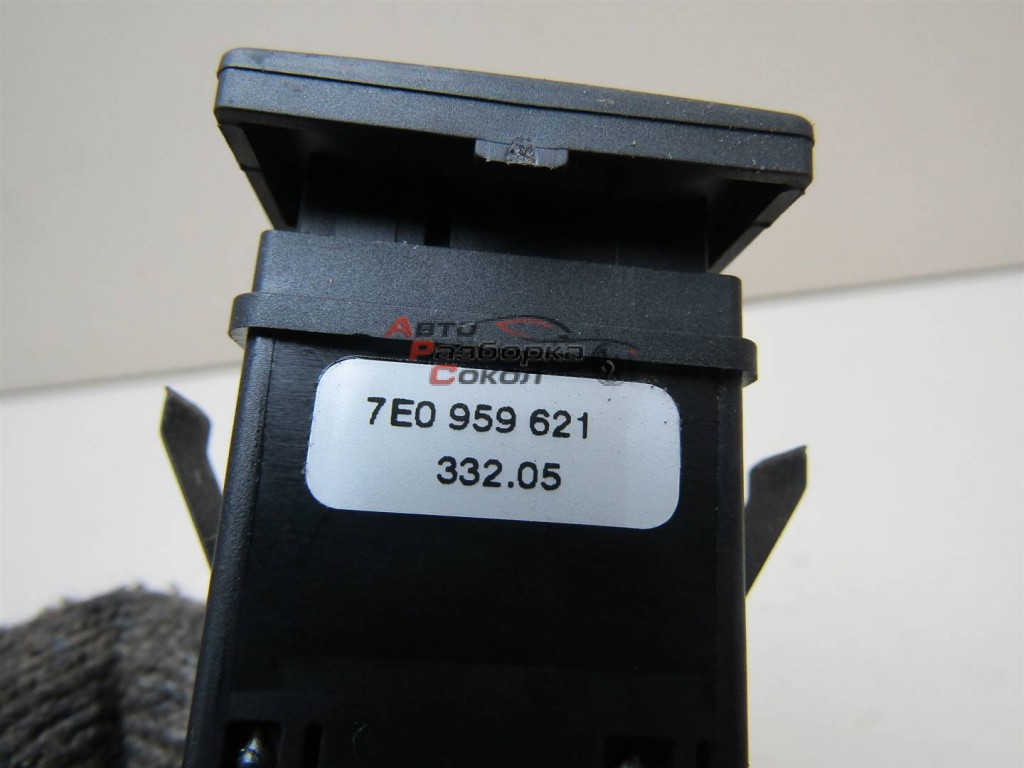 Авто
Разборка
Сокол
7E0 959 621
332.05